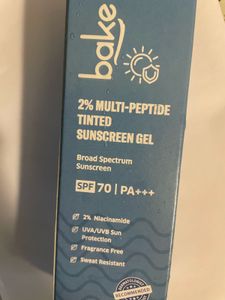 bake
2% MULTI-PEPTIDE
TINTED
SUNSCREEN GEL
Broad Spectrum
Sunscreen
SPF 70 | PA+++
2% Niacinamide
UVA/UVB Sun
Protection
Fragrance Free
Sweat Resistant
RECOMMENDED